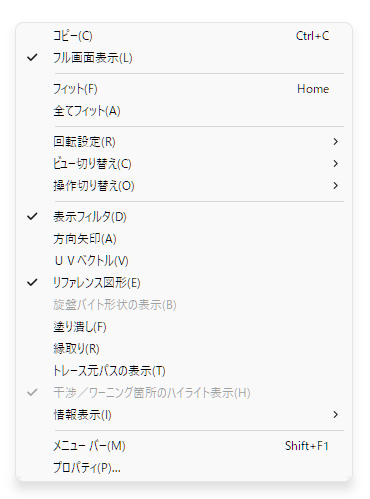 コピー(C) Ctrl+C
フル画面表示(L)
フィット(F) Home
全てフィット(A)
回転設定(R)
ビュー切り替え(C)
操作切り替え(O)
表示フィルタ(D)
方向矢印(A)
ＵＶベクトル(V)
リファレンス図形(E)
旋盤バイト形状の表示(B)
塗り潰し(F)
縁取り(R)
トレース元パスの表示(T)
干渉／ワーニング箇所のハイライト表示(H)
情報表示(I)
メニュー バー(M) Shift+F1
プロパティ(P)...